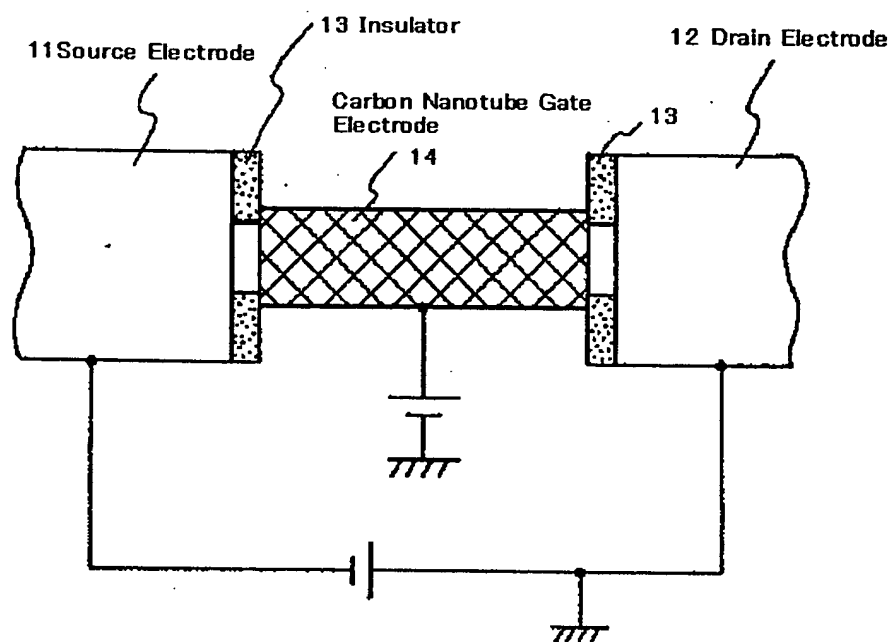 13 Insulator
11Source Electrode
12 Drain Electrode
Carbon Nanotube Gate
Electrode
14
13